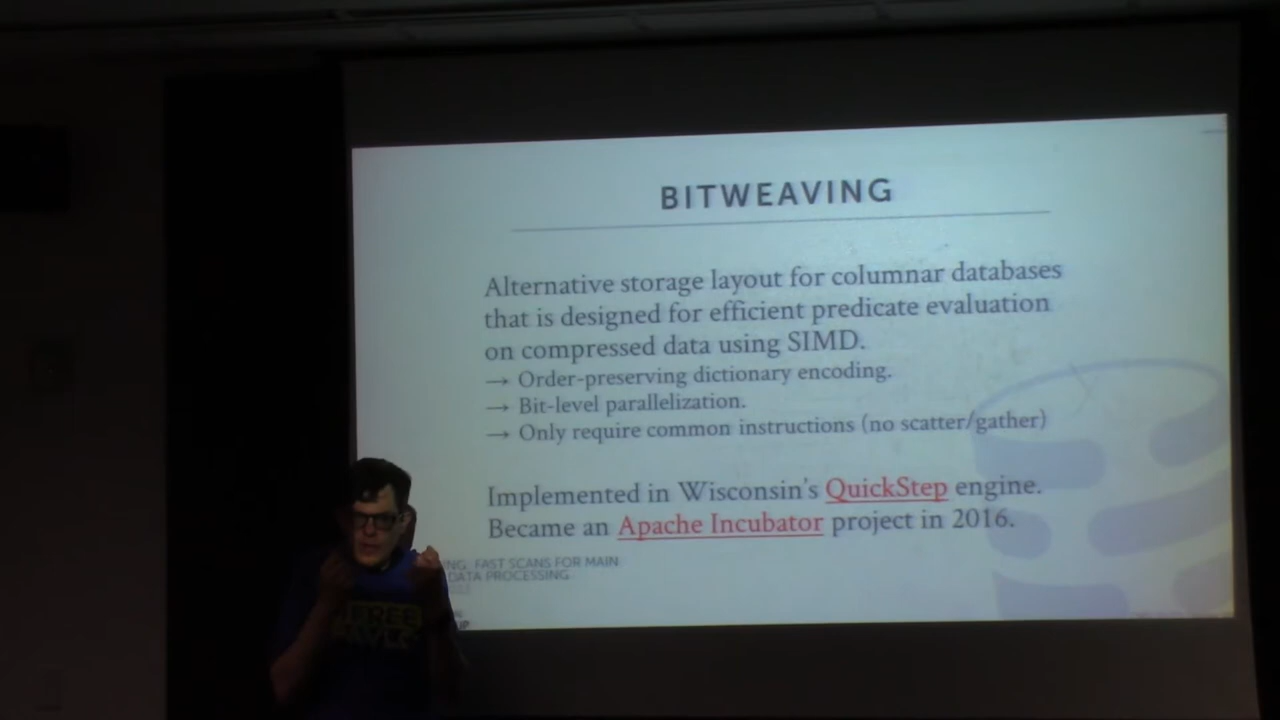 BITWEAVING
Alternative storage layout for columnar databases
that is designed for efficient predicate evaluation
on compressed data using SIMD.
→ Order-preserving dictionary encoding.
→ Bit-level parallelization.
→ Only require common instructions (no scatter/gather)
Implemented in Wisconsin's QuickStep engine.
Became an Apache Incubator project in 2016.
FAST SCANS FOR MAIN
DATA PROCESSING
FREE